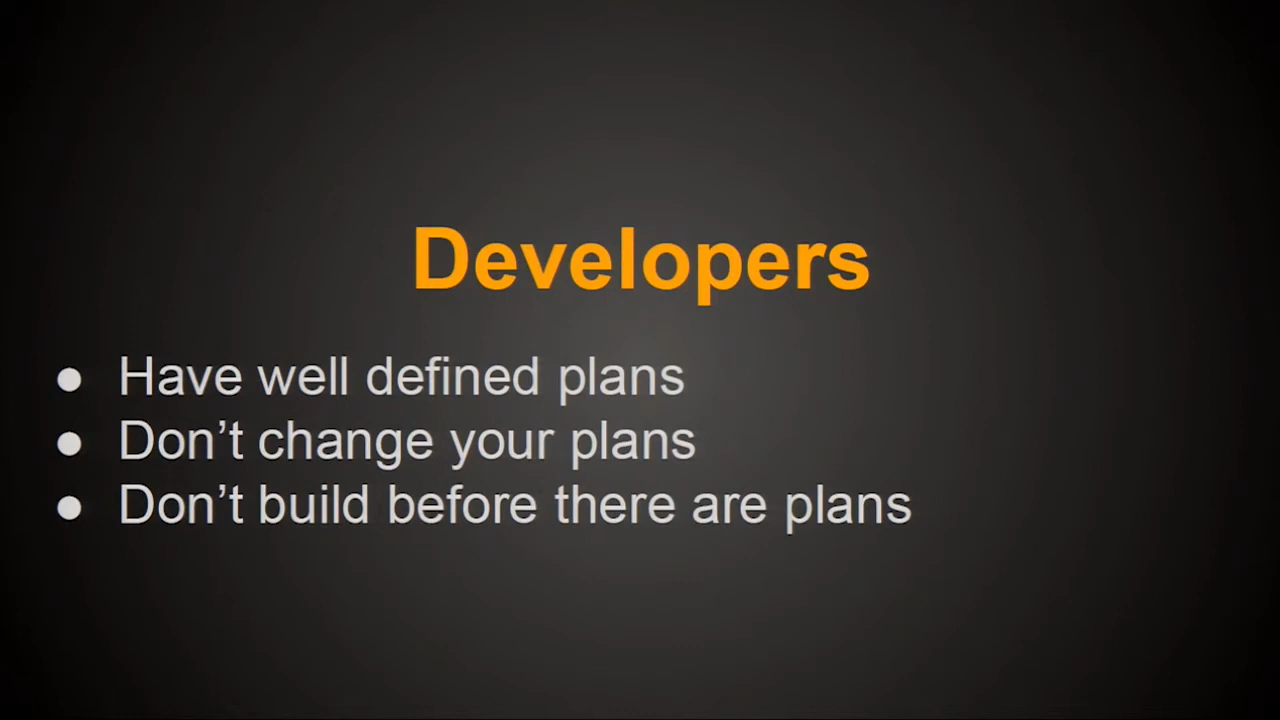 Developers
● Have well defined plans
● Don’t change your plans
● Don’t build before there are plans